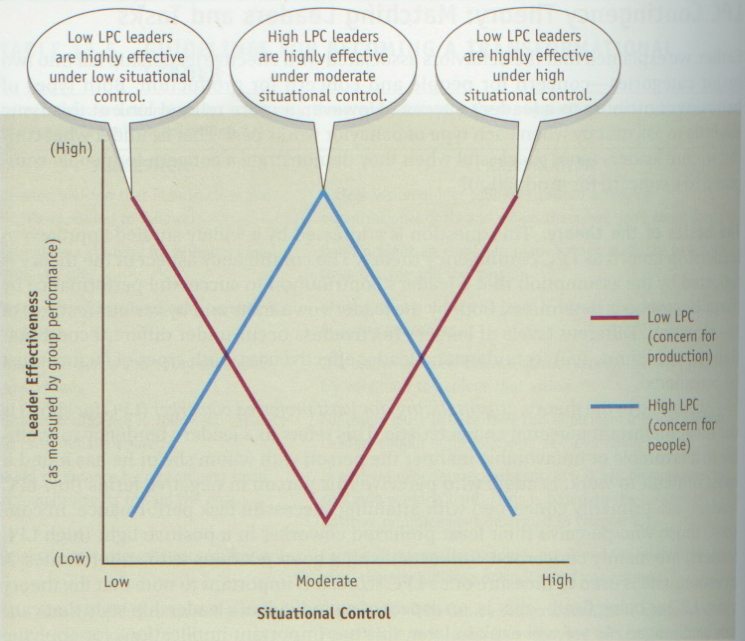 Low LPC leaders
are highly effective
under low situational
control.
High LPC leaders
are highly effective
under moderate
situational control.
Low LPC leaders
are highly effective
under high
situational control.
(High)
Leader Effectiveness
(as measured by group performance)
Low LPC
(concern for
production)
High LPC
(concern for
people)
(Low)
Low
Moderate
High
Situational Control